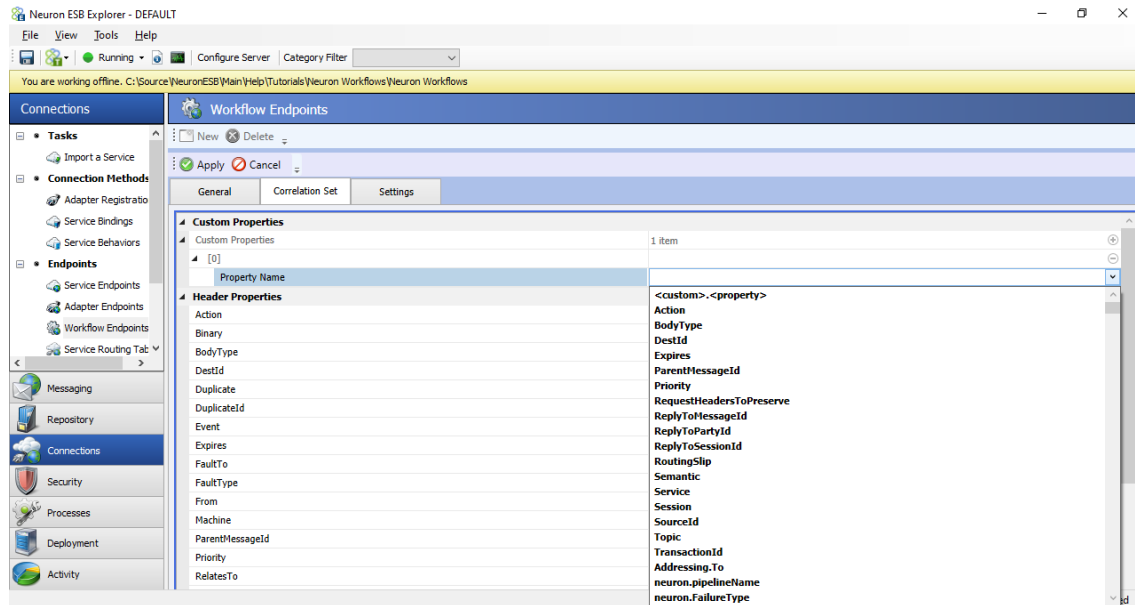 Neuron ESB Explorer - DEFAULT
File View Tools Help
Running Configure Server Category Filter
You are working offline. C:\Source\NeuronESB\Main\Help\Tutorials\Neuron Workflows\Neuron Workflows
Connections
Workflow Endpoints
Tasks
Import a Service
Connection Methods
Adapter Registratio
Service Bindings
Service Behaviors
Endpoints
Service Endpoints
Adapter Endpoints
Workflow Endpoints
Service Routing Tab
Messaging
Repository
Connections
Security
Processes
Deployment
Activity
New Delete
Apply Cancel
General Correlation Set Settings
Custom Properties
Custom Properties 1 item
[0]
Property Name
Header Properties
Action
Binary
BodyType
DestId
Duplicate
DuplicateId
Event
Expires
FaultTo
FaultType
From
Machine
ParentMessageId
Priority
RelatesTo
<custom>.<property>
Action
BodyType
DestId
Expires
ParentMessageId
Priority
RequestHeadersToPreserve
ReplyToMessageId
ReplyToPartyId
ReplyToSessionId
RoutingSlip
Semantic
Service
Session
SourceId
Topic
TransactionId
Addressing.To
neuron.pipelineName
neuron.FailureType